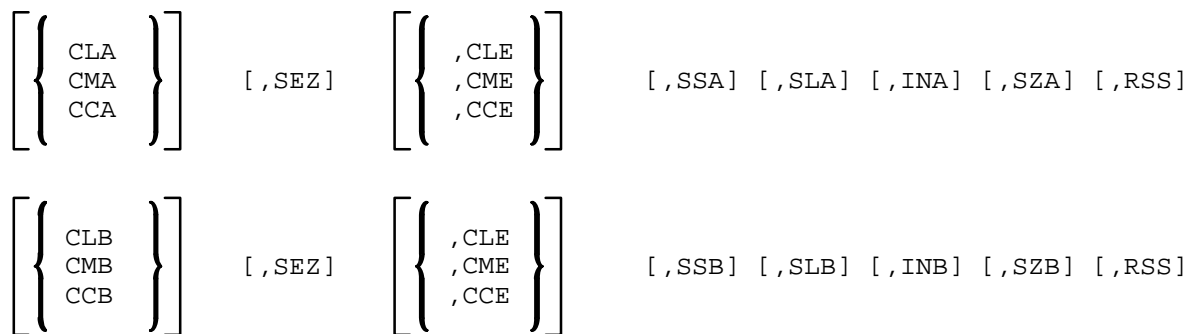 CLA ,CLE
CMA [,SEZ] ,CME [,SSA] [,SLA] [,INA] [,SZA] [,RSS]
CCA ,CCE
CLB ,CLE
CMB [,SEZ] ,CME [,SSB] [,SLB] [,INB] [,SZB] [,RSS]
CCB ,CCE